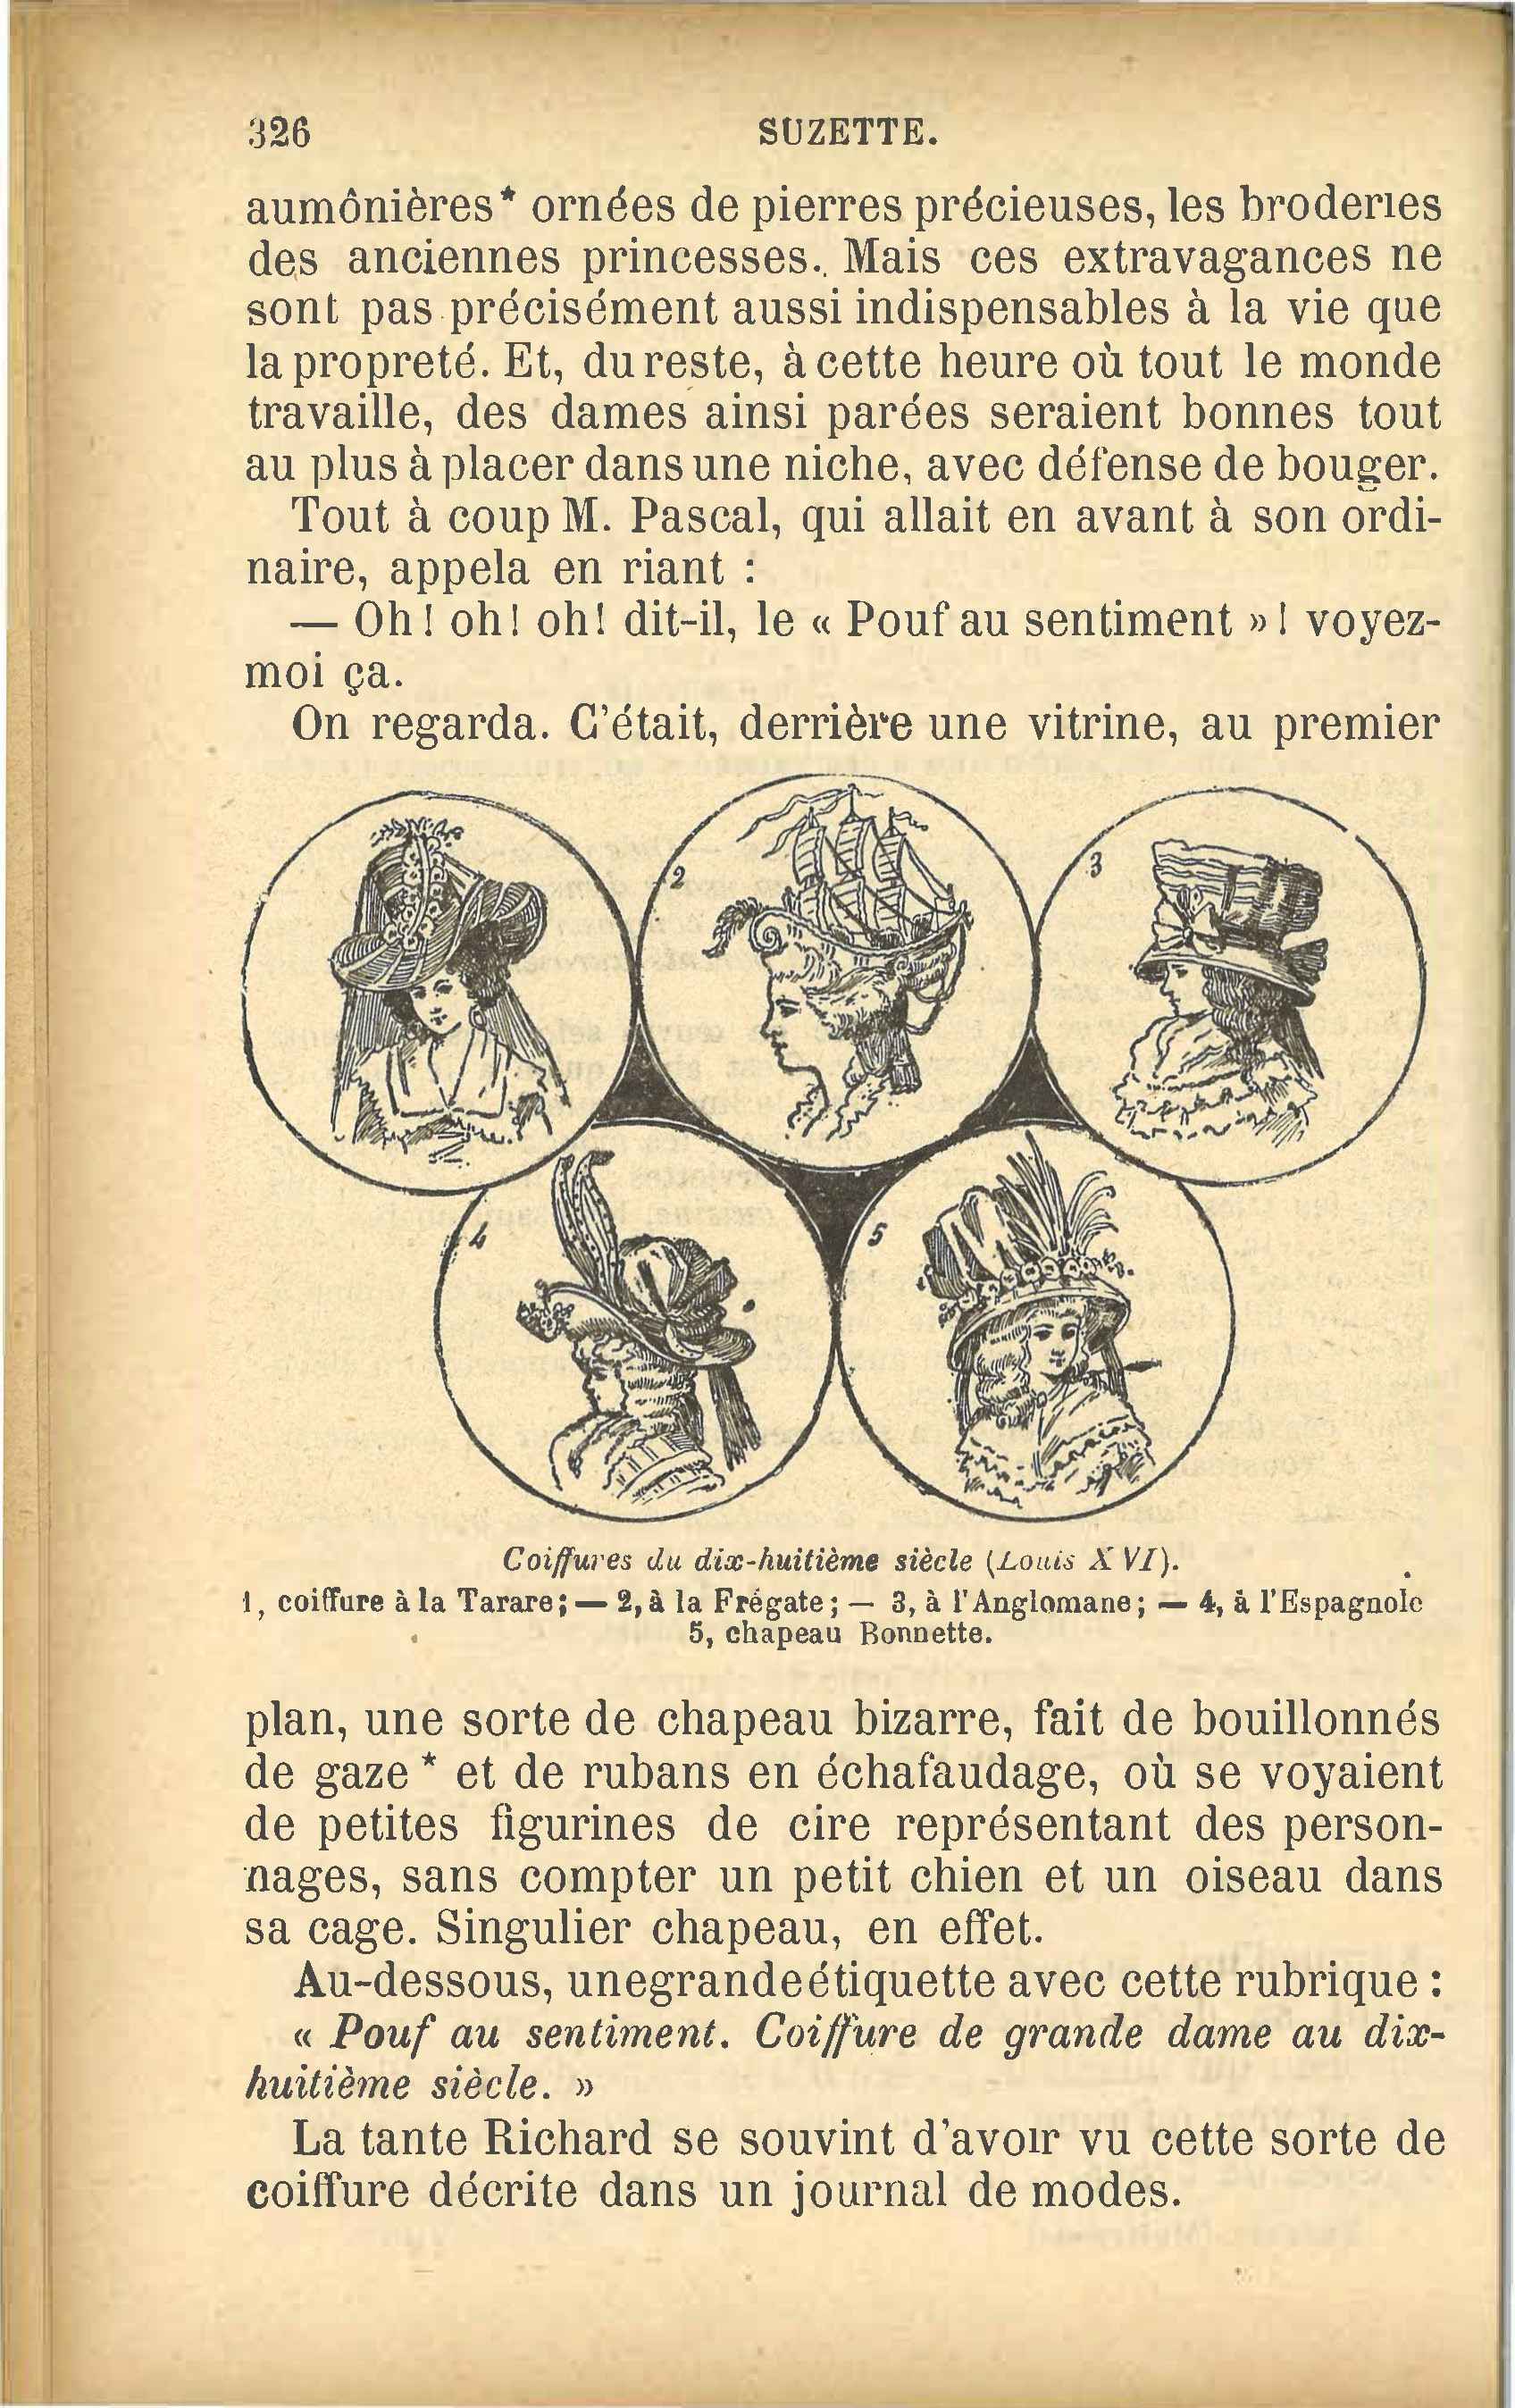 326 SUZETTE.
aumônières* ornées de pierres précieuses, les broderies
des anciennes princesses. Mais ces extravagances ne
sont pas précisément aussi indispensables à la vie que
la propreté. Et, du reste, à cette heure où tout le monde
travaille, des dames ainsi parées seraient bonnes tout
au plus à placer dans une niche, avec défense de bouger.
Tout à coup M. Pascal, qui allait en avant à son ordi-
naire, appela en riant :
— Oh! oh! oh! dit-il, le « Pouf au sentiment »! voyez-
moi ça.
On regarda. C'était, derrière une vitrine, au premier
2
3
4
5
Coiffures du dix-huitième siècle (Louis XVI).
1, coiffure à la Tarare; — 2, à la Frégate; — 3, à l'Anglomane; — 4, à l'Espagnole
5, chapeau Bonnette.
plan, une sorte de chapeau bizarre, fait de bouillonnés
de gaze * et de rubans en échafaudage, où se voyaient
de petites figurines de cire représentant des person-
nages, sans compter un petit chien et un oiseau dans
sa cage. Singulier chapeau, en effet.
Au-dessous, une grande étiquette avec cette rubrique :
« Pouf au sentiment. Coiffure de grande dame au dix-
huitième siècle. »
La tante Richard se souvint d'avoir vu cette sorte de
coiffure décrite dans un journal de modes.